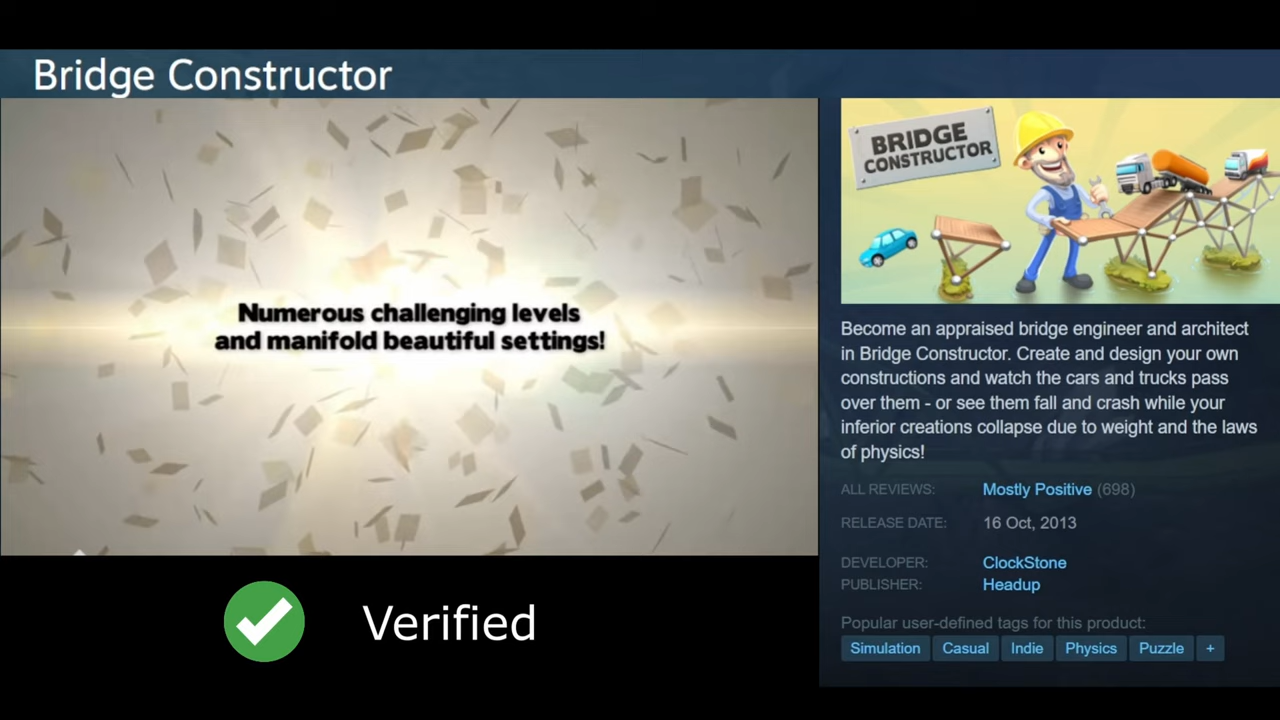 Bridge Constructor
Numerous challenging levels
and manifold beautiful settings!
Verified
BRIDGE
CONSTRUCTOR
Become an appraised bridge engineer and architect
in Bridge Constructor. Create and design your own
constructions and watch the cars and trucks pass
over them - or see them fall and crash while your
inferior creations collapse due to weight and the laws
of physics!
ALL REVIEWS: Mostly Positive (698)
RELEASE DATE: 16 Oct, 2013
DEVELOPER: ClockStone
PUBLISHER: Headup
Popular user-defined tags for this product:
Simulation Casual Indie Physics Puzzle +